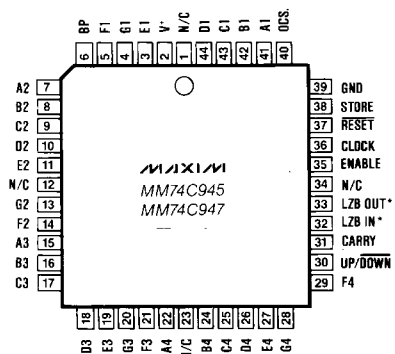 BP F1 G1 E1 V+ N/C D1 C1 B1 A1 OCS.
6 5 4 3 2 1 44 43 42 41 40
A2 7
B2 8
C2 9
D2 10
E2 11
N/C 12
G2 13
F2 14
A3 15
B3 16
C3 17
MAXIM
MM74C945
MM74C947
39 GND
38 STORE
37 RESET
36 CLOCK
35 ENABLE
34 N/C
33 LZB OUT*
32 LZB IN*
31 CARRY
30 UP/DOWN
29 F4
18 19 20 21 22 23 24 25 26 27 28
D3 E3 G3 F3 A4 N/C B4 C4 D4 E4 G4